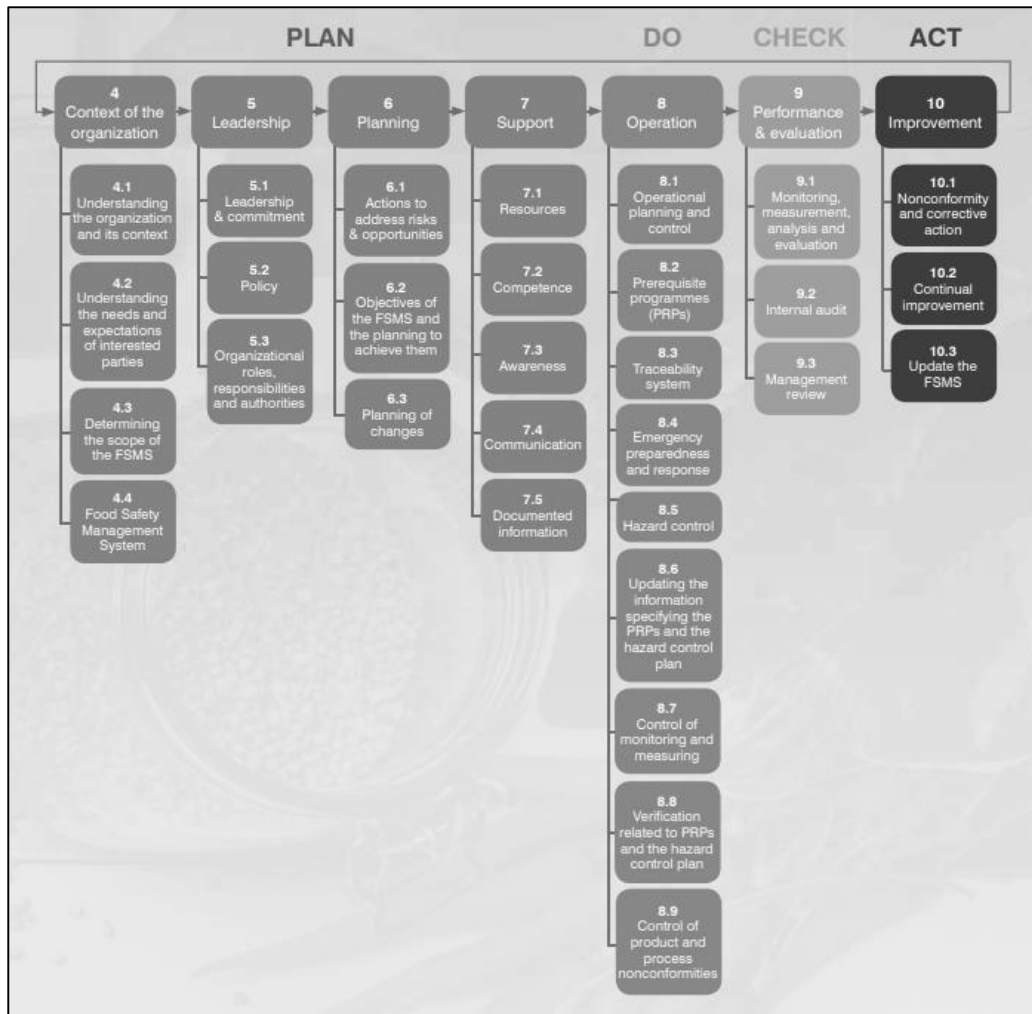 PLAN
DO
CHECK
ACT
4
Context of the
organization
5
Leadership
6
Planning
7
Support
8
Operation
9
Performance
& evaluation
10
Improvement
4.1
Understanding
the organization
and its context
4.2
Understanding
the needs and
expectations
of interested
parties
4.3
Determining
the scope of
the FSMS
4.4
Food Safety
Management
System
5.1
Leadership
& commitment
5.2
Policy
5.3
Organizational
roles,
responsibilities
and authorities
6.1
Actions to
address risks
& opportunities
6.2
Objectives of
the FSMS and
the planning to
achieve them
6.3
Planning of
changes
7.1
Resources
7.2
Competence
7.3
Awareness
7.4
Communication
7.5
Documented
information
8.1
Operational
planning and
control
8.2
Prerequisite
programmes
(PRPs)
8.3
Traceability
system
8.4
Emergency
preparedness
and response
8.5
Hazard control
8.6
Updating the
information
specifying the
PRPs and the
hazard control
plan
8.7
Control of
monitoring and
measuring
8.8
Verification
related to PRPs
and the hazard
control plan
8.9
Control of
product and
process
nonconformities
9.1
Monitoring,
measurement,
analysis and
evaluation
9.2
Internal audit
9.3
Management
review
10.1
Nonconformity
and corrective
action
10.2
Continual
improvement
10.3
Update the
FSMS